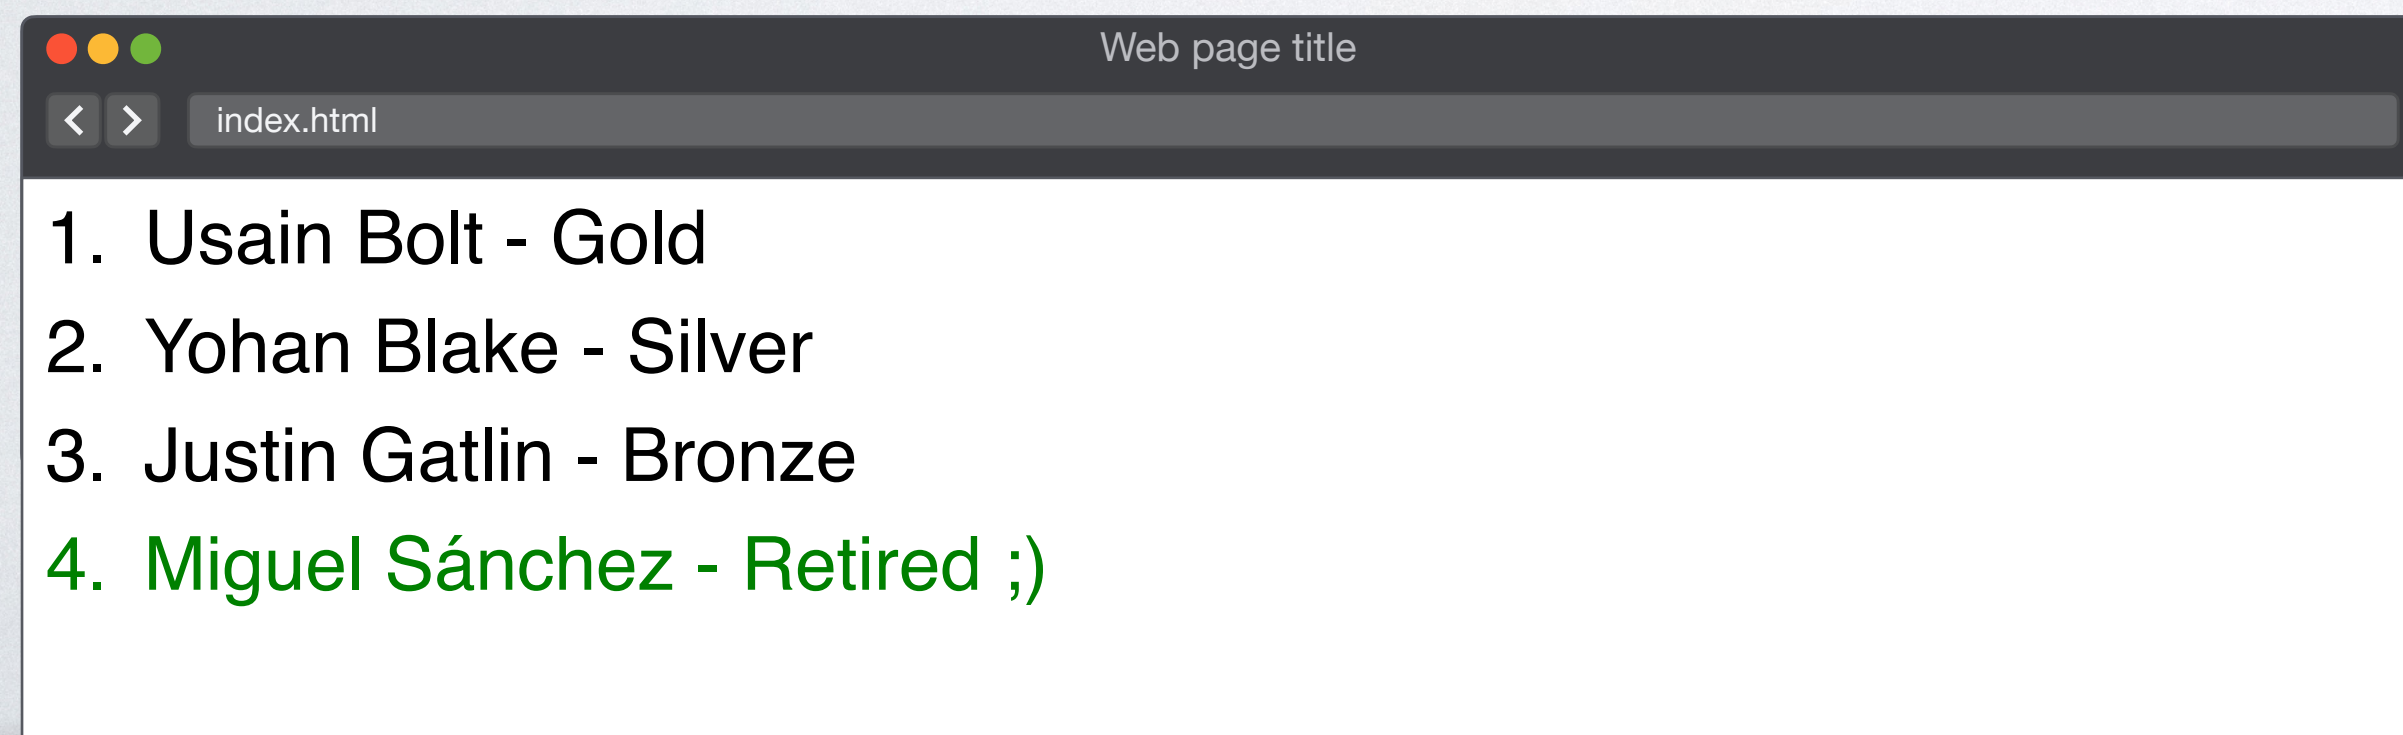 Web page title
index.html
1. Usain Bolt - Gold
2. Yohan Blake - Silver
3. Justin Gatlin - Bronze
4. Miguel Sánchez - Retired ;)